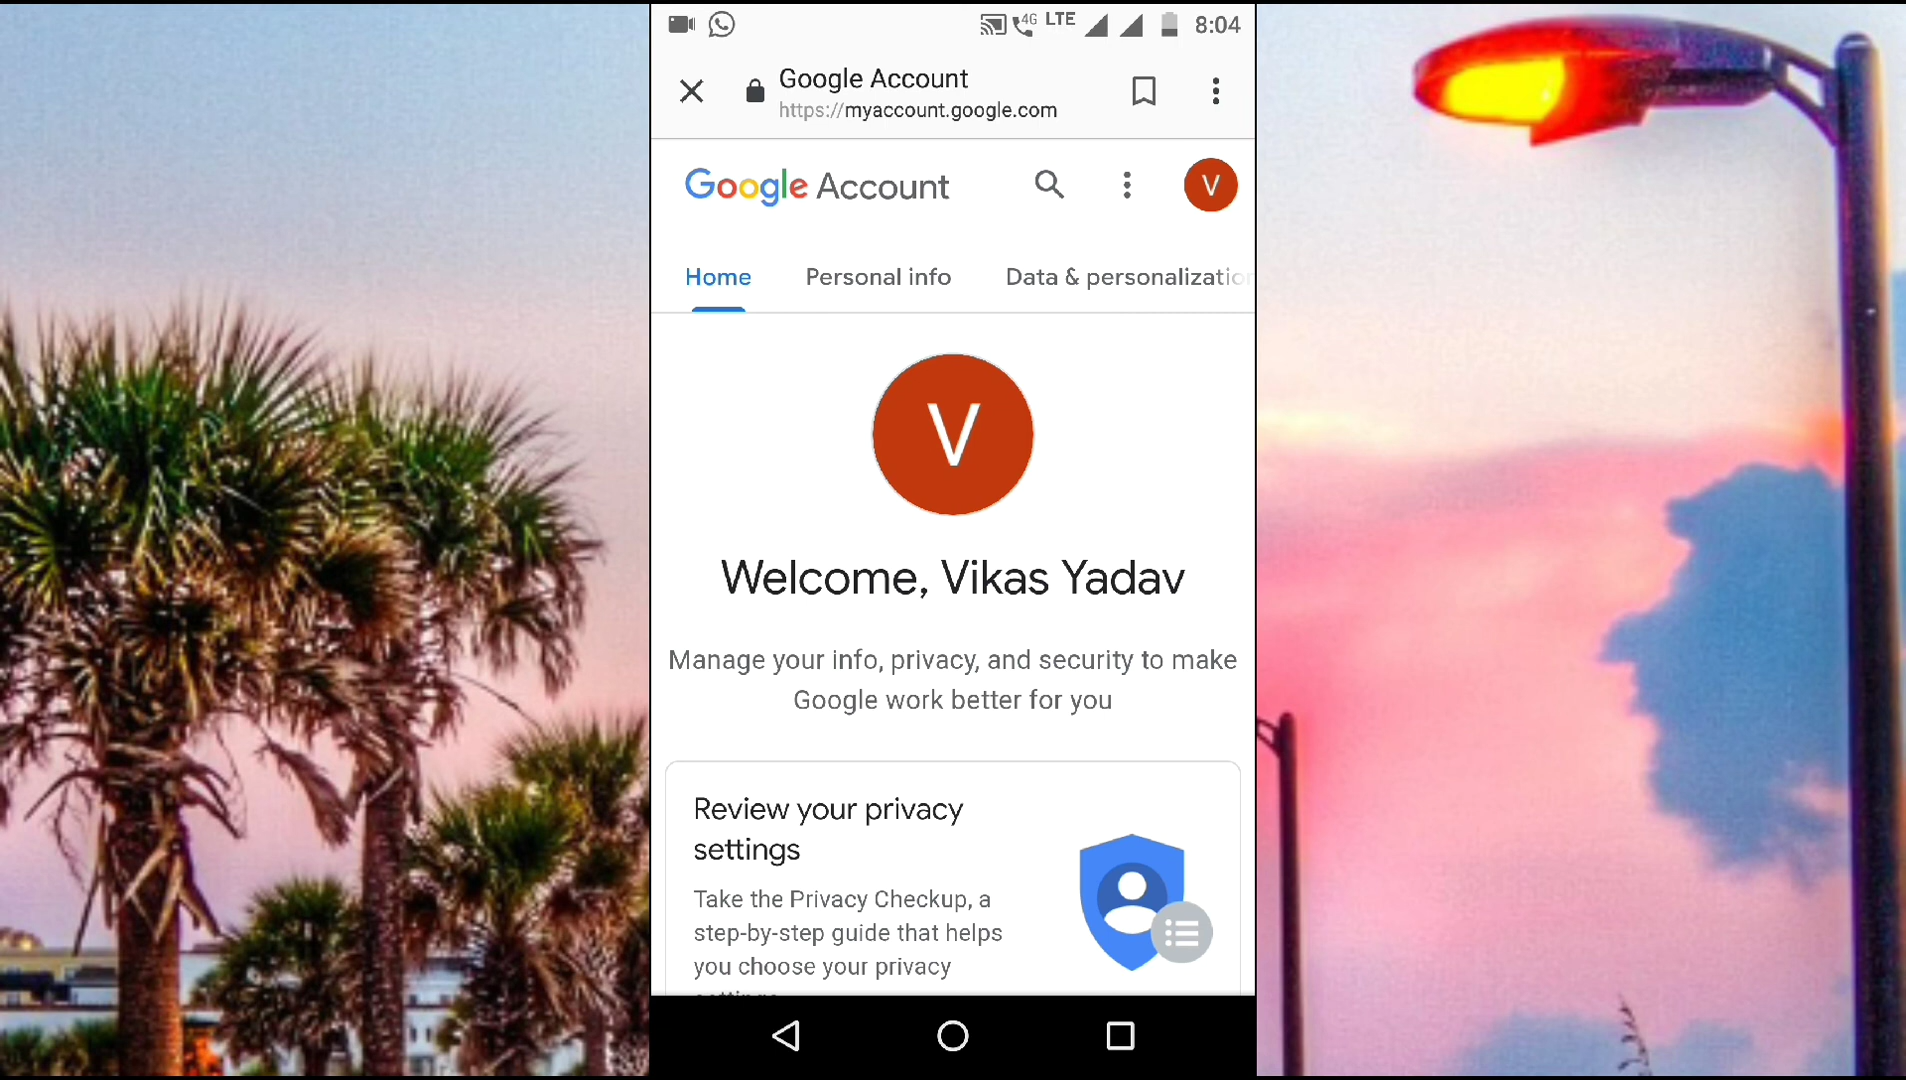 4G LTE 8:04
Google Account
https://myaccount.google.com
Google Account V
Home Personal info Data & personalization
V
Welcome, Vikas Yadav
Manage your info, privacy, and security to make
Google work better for you
Review your privacy
settings
Take the Privacy Checkup, a
step-by-step guide that helps
you choose your privacy